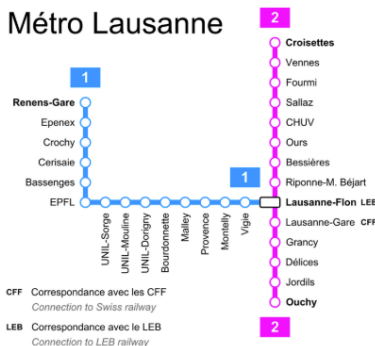 Métro Lausanne
2
Croisettes
Vennes
Fourmi
Sallaz
CHUV
Ours
Bessières
Riponne-M. Béjart
Lausanne-Flon LEB
Lausanne-Gare CFF
Grancy
Délices
Jordils
Ouchy
2
1
Renens-Gare
Epenex
Crochy
Cerisaie
Bassenges
EPFL
UNIL-Sorge
UNIL-Mouline
UNIL-Dorigny
Bourdonnette
Malley
Provence
Montelly
Vigie
1
CFF Correspondance avec les CFF
Connection to Swiss railway
LEB Correspondance avec le LEB
Connection to LEB railway